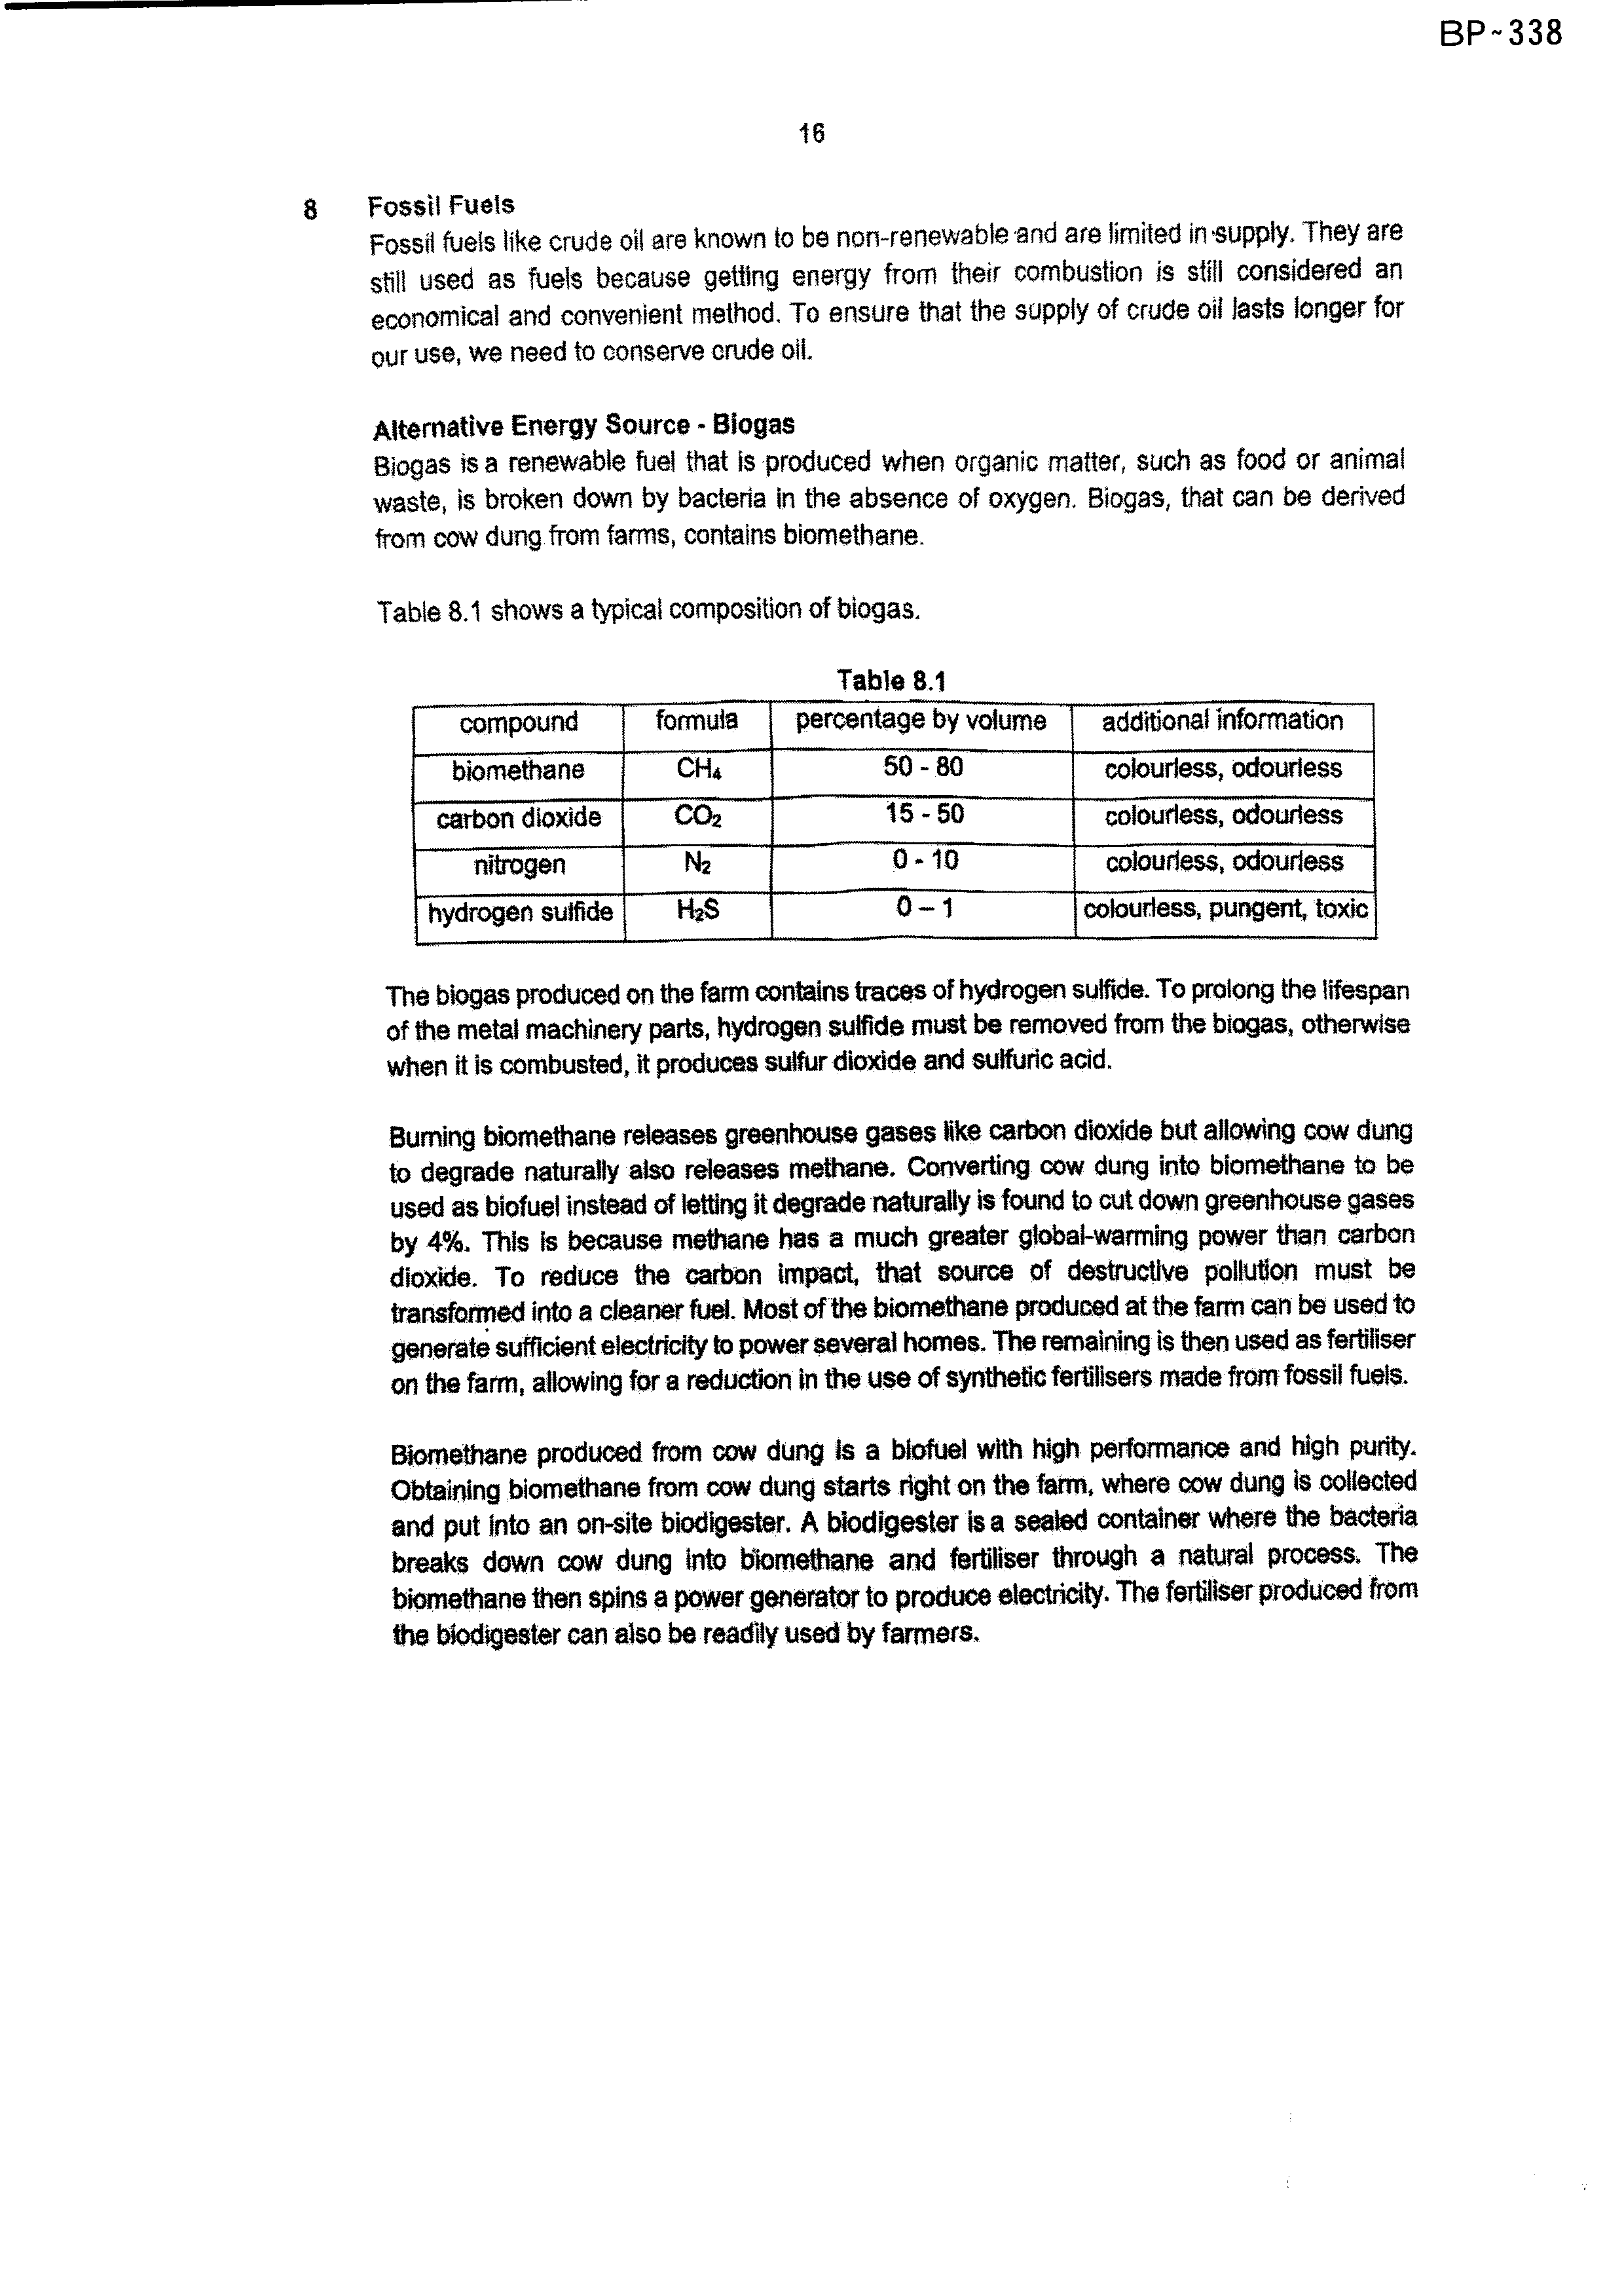 BP~338
16
8 Fossil Fuels
Fossil fuels like crude oil are known to be non-renewable and are limited in supply. They are
still used as fuels because getting energy from their combustion is still considered an
economical and convenient method. To ensure that the supply of crude oil lasts longer for
our use, we need to conserve crude oil.
Alternative Energy Source - Biogas
Biogas is a renewable fuel that is produced when organic matter, such as food or animal
waste, is broken down by bacteria in the absence of oxygen. Biogas, that can be derived
from cow dung from farms, contains biomethane.
Table 8.1 shows a typical composition of biogas.
Table 8.1
compound formula percentage by volume additional information
biomethane CH₄ 50 - 80 colourless, odourless
carbon dioxide CO₂ 15 - 50 colourless, odourless
nitrogen N₂ 0 - 10 colourless, odourless
hydrogen sulfide H₂S 0 – 1 colourless, pungent, toxic
The biogas produced on the farm contains traces of hydrogen sulfide. To prolong the lifespan
of the metal machinery parts, hydrogen sulfide must be removed from the biogas, otherwise
when it is combusted, it produces sulfur dioxide and sulfuric acid.
Burning biomethane releases greenhouse gases like carbon dioxide but allowing cow dung
to degrade naturally also releases methane. Converting cow dung into biomethane to be
used as biofuel instead of letting it degrade naturally is found to cut down greenhouse gases
by 4%. This is because methane has a much greater global-warming power than carbon
dioxide. To reduce the carbon impact, that source of destructive pollution must be
transformed into a cleaner fuel. Most of the biomethane produced at the farm can be used to
generate sufficient electricity to power several homes. The remaining is then used as fertiliser
on the farm, allowing for a reduction in the use of synthetic fertilisers made from fossil fuels.
Biomethane produced from cow dung is a biofuel with high performance and high purity.
Obtaining biomethane from cow dung starts right on the farm, where cow dung is collected
and put into an on-site biodigester. A biodigester is a sealed container where the bacteria
breaks down cow dung into biomethane and fertiliser through a natural process. The
biomethane then spins a power generator to produce electricity. The fertiliser produced from
the biodigester can also be readily used by farmers.